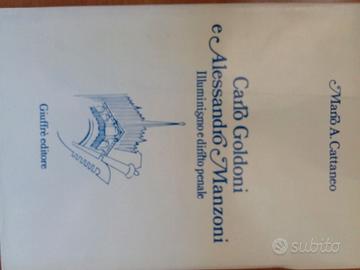 Mario A. Cattaneo
Carlo Goldoni
e Alessandro Manzoni
Illuminismo e diritto penale
Giuffrè editore
subito